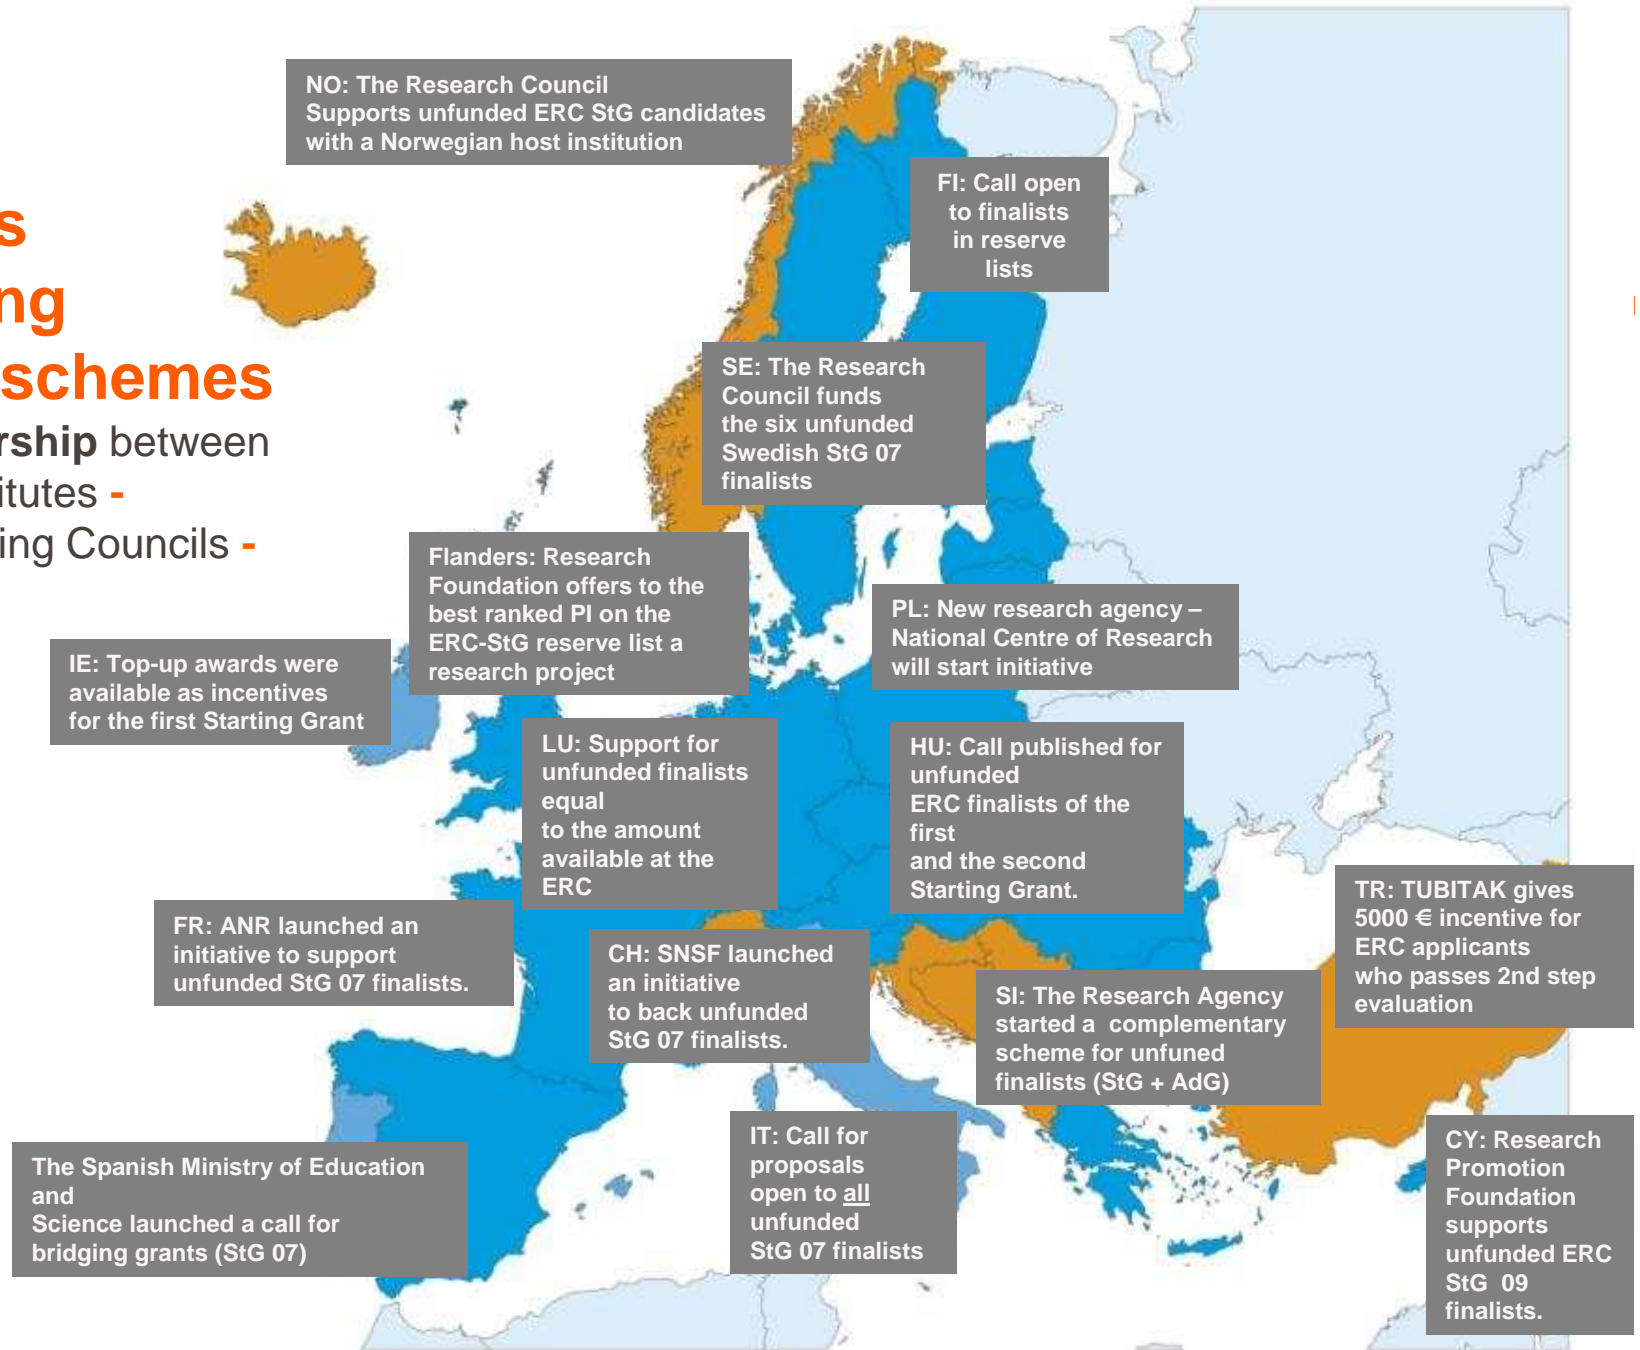 NO: The Research Council
Supports unfunded ERC StG candidates
with a Norwegian host institution
FI: Call open
to finalists
in reserve
lists
s
ng
schemes
rship between
itutes -
ing Councils -
SE: The Research
Council funds
the six unfunded
Swedish StG 07
finalists
Flanders: Research
Foundation offers to the
best ranked PI on the
ERC-StG reserve list a
research project
PL: New research agency –
National Centre of Research
will start initiative
IE: Top-up awards were
available as incentives
for the first Starting Grant
LU: Support for
unfunded finalists
equal
to the amount
available at the
ERC
HU: Call published for
unfunded
ERC finalists of the
first
and the second
Starting Grant.
TR: TUBITAK gives
5000 € incentive for
ERC applicants
who passes 2nd step
evaluation
FR: ANR launched an
initiative to support
unfunded StG 07 finalists.
CH: SNSF launched
an initiative
to back unfunded
StG 07 finalists.
SI: The Research Agency
started a  complementary
scheme for unfuned
finalists (StG + AdG)
The Spanish Ministry of Education
and
Science launched a call for
bridging grants (StG 07)
IT: Call for
proposals
open to all
unfunded
StG 07 finalists
CY: Research
Promotion
Foundation
supports
unfunded ERC
StG  09
finalists.